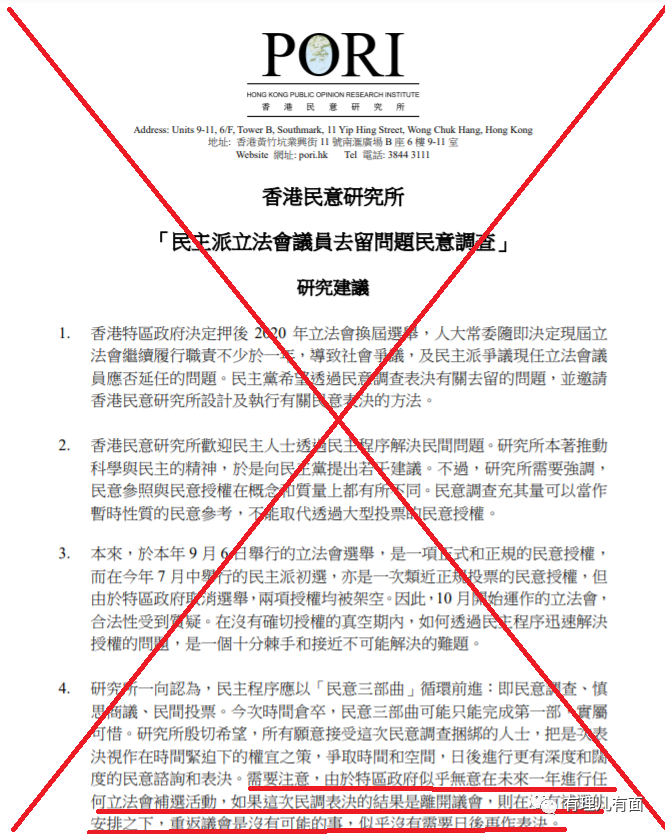 PORI
HONG KONG PUBLIC OPINION RESEARCH INSTITUTE
香 港 民 意 研 究 所
Address: Units 9-11, 6/F, Tower B, Southmark, 11 Yip Hing Street, Wong Chuk Hang, Hong Kong
地址: 香港黃竹坑業興街 11 號南滙廣場 B 座 6 樓 9-11 室
Website 網址: pori.hk Tel 電話: 3844 3111
香港民意研究所
「民主派立法會議員去留問題民意調查」
研究建議
1. 香港特區政府決定押後 2020 年立法會換屆選舉，人大常委隨即決定現屆立
法會繼續履行職責不少於一年，導致社會爭議，及民主派爭議現任立法會議
員應否延任的問題。民主黨希望透過民意調查表決有關去留的問題，並邀請
香港民意研究所設計及執行有關民意表決的方法。
2. 香港民意研究所歡迎民主人士透過民主程序解決民間問題。研究所本著推動
科學與民主的精神，於是向民主黨提出若干建議。不過，研究所需要強調，
民意參照與民意授權在概念和質量上都有所不同。民意調查充其量可以當作
暫時性質的民意參考，不能取代透過大型投票的民意授權。
3. 本來，於本年 9 月 6 日舉行的立法會選舉，是一項正式和正規的民意授權，
而在今年 7 月中舉行的民主派初選，亦是一次類近正規投票的民意授權，但
由於特區政府取消選舉，兩項授權均被架空。因此，10 月開始運作的立法會，
合法性受到質疑。在沒有確切授權的真空期內，如何透過民主程序迅速解決
授權的問題，是一個十分棘手和接近不可能解決的難題。
4. 研究所一向認為，民主程序應以「民意三部曲」循環前進：即民意調查、慎
思商議、民間投票。今次時間倉卒，民意三部曲可能只能完成第一部，實屬
可惜。研究所殷切希望，所有願意接受這次民意調查捆綁的人士，把是次表
決視作在時間緊迫下的權宜之策，爭取時間和空間，日後進行更有深度和闊
度的民意諮詢和表決。需要注意，由於特區政府似乎無意在未來一年進行任
何立法會補選活動，如果這次民調表決的結果是離開議會，則在
安排之下，重返議會是沒有可能的事，似乎沒有需要日後再作表決。
有理儿有面